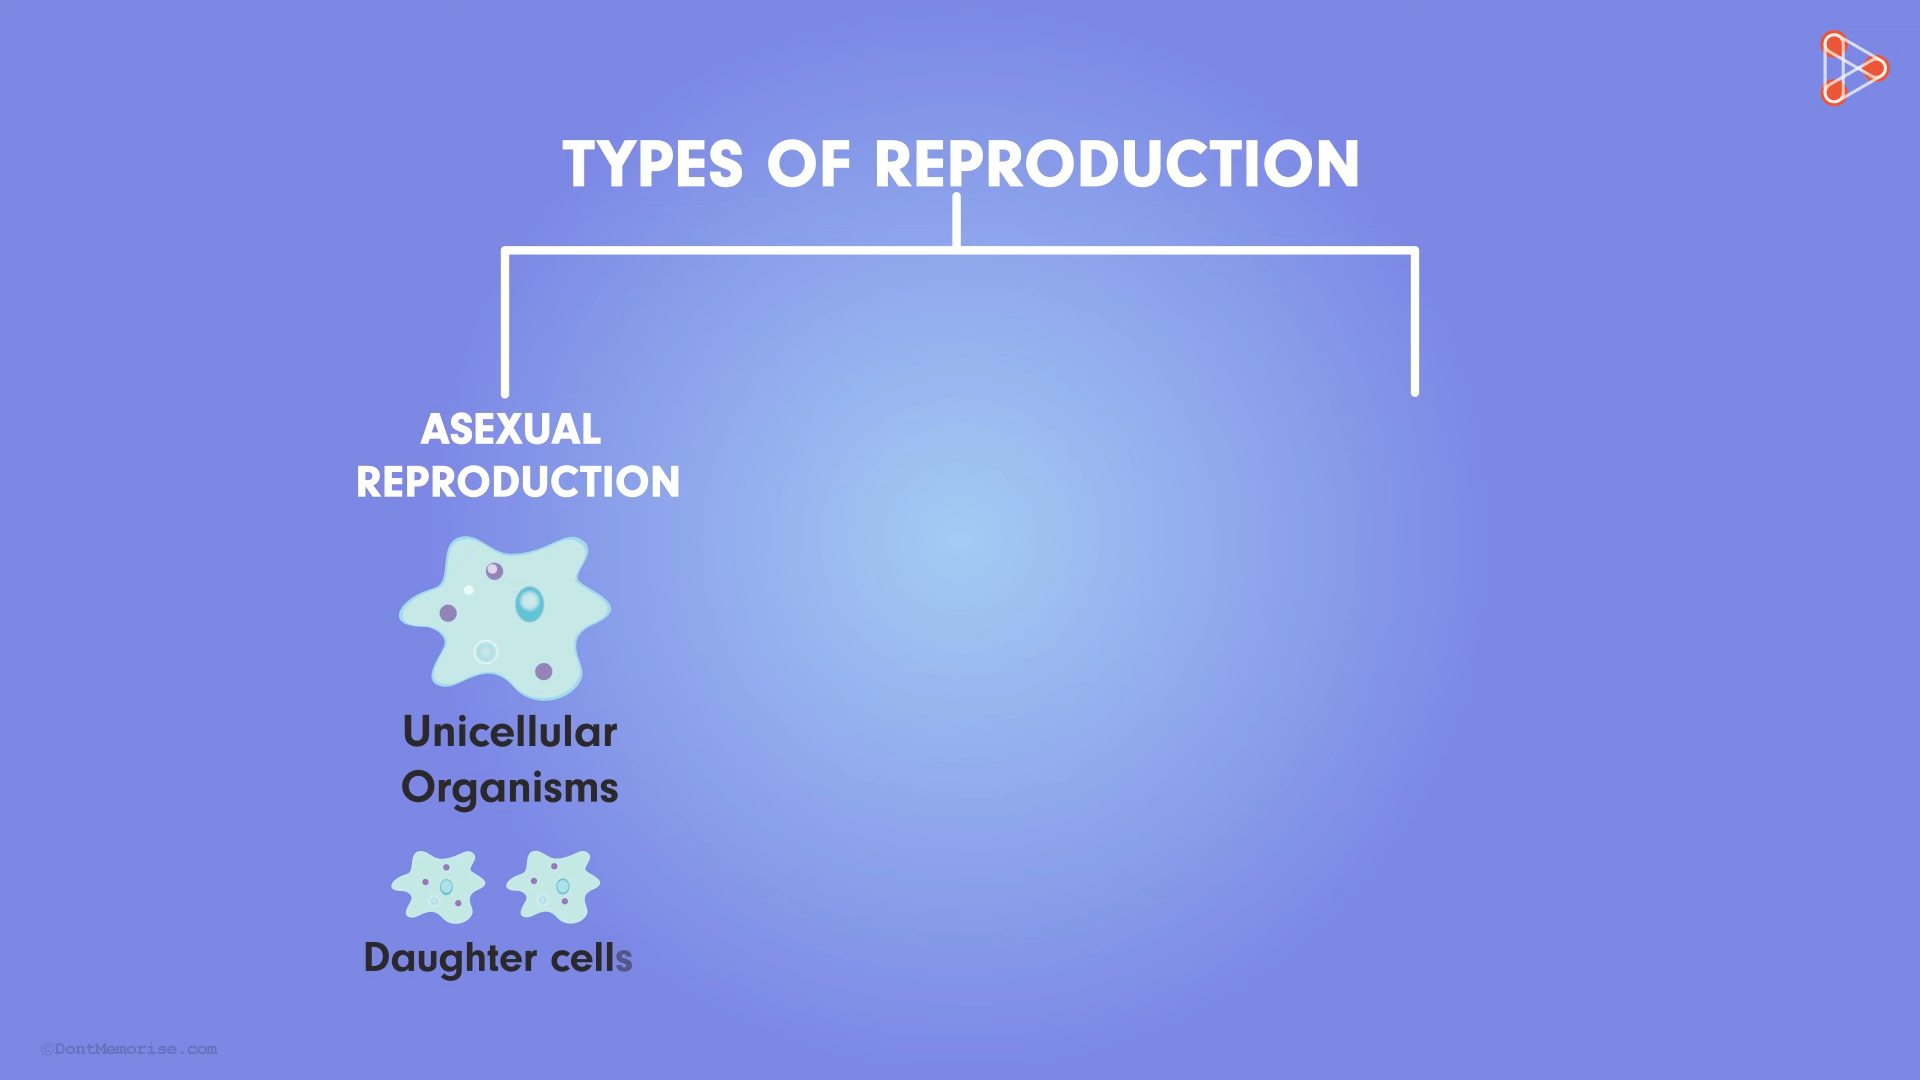 TYPES OF REPRODUCTION
ASEXUAL
REPRODUCTION
Unicellular
Organisms
Daughter cells
©DontMemorise.com